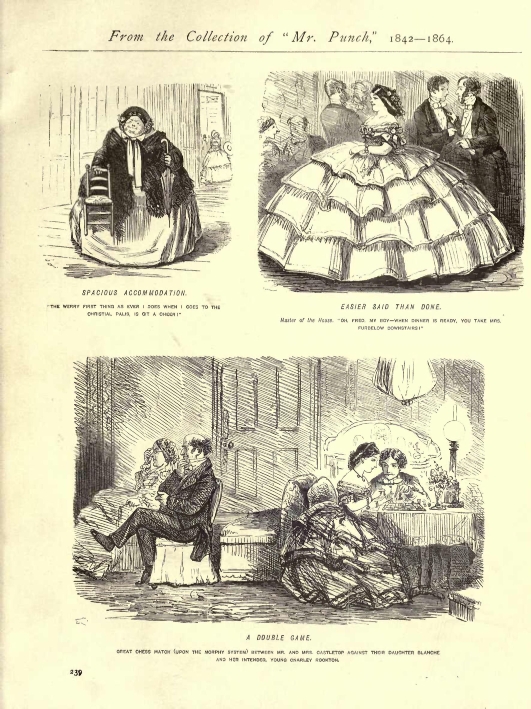 From the Collection of "Mr. Punch," 1842—1864.
SPACIOUS ACCOMMODATION.
"THE WERRY FIRST THING AS EVER I DOES WHEN I GOES TO THE
CHRISTIAL PALIS, IS GIT A CHEER!"
EASIER SAID THAN DONE.
Master of the House. "OH, FRED, MY BOY—WHEN DINNER IS READY, YOU TAKE MRS.
FURBELOW DOWNSTAIRS!"
A DOUBLE GAME.
GREAT CHESS MATCH (UPON THE MORPHY SYSTEM) BETWEEN MR. AND MRS. CASTLETOP AGAINST THEIR DAUGHTER BLANCHE
AND HER INTENDED, YOUNG CHARLEY ROOKTON.
239